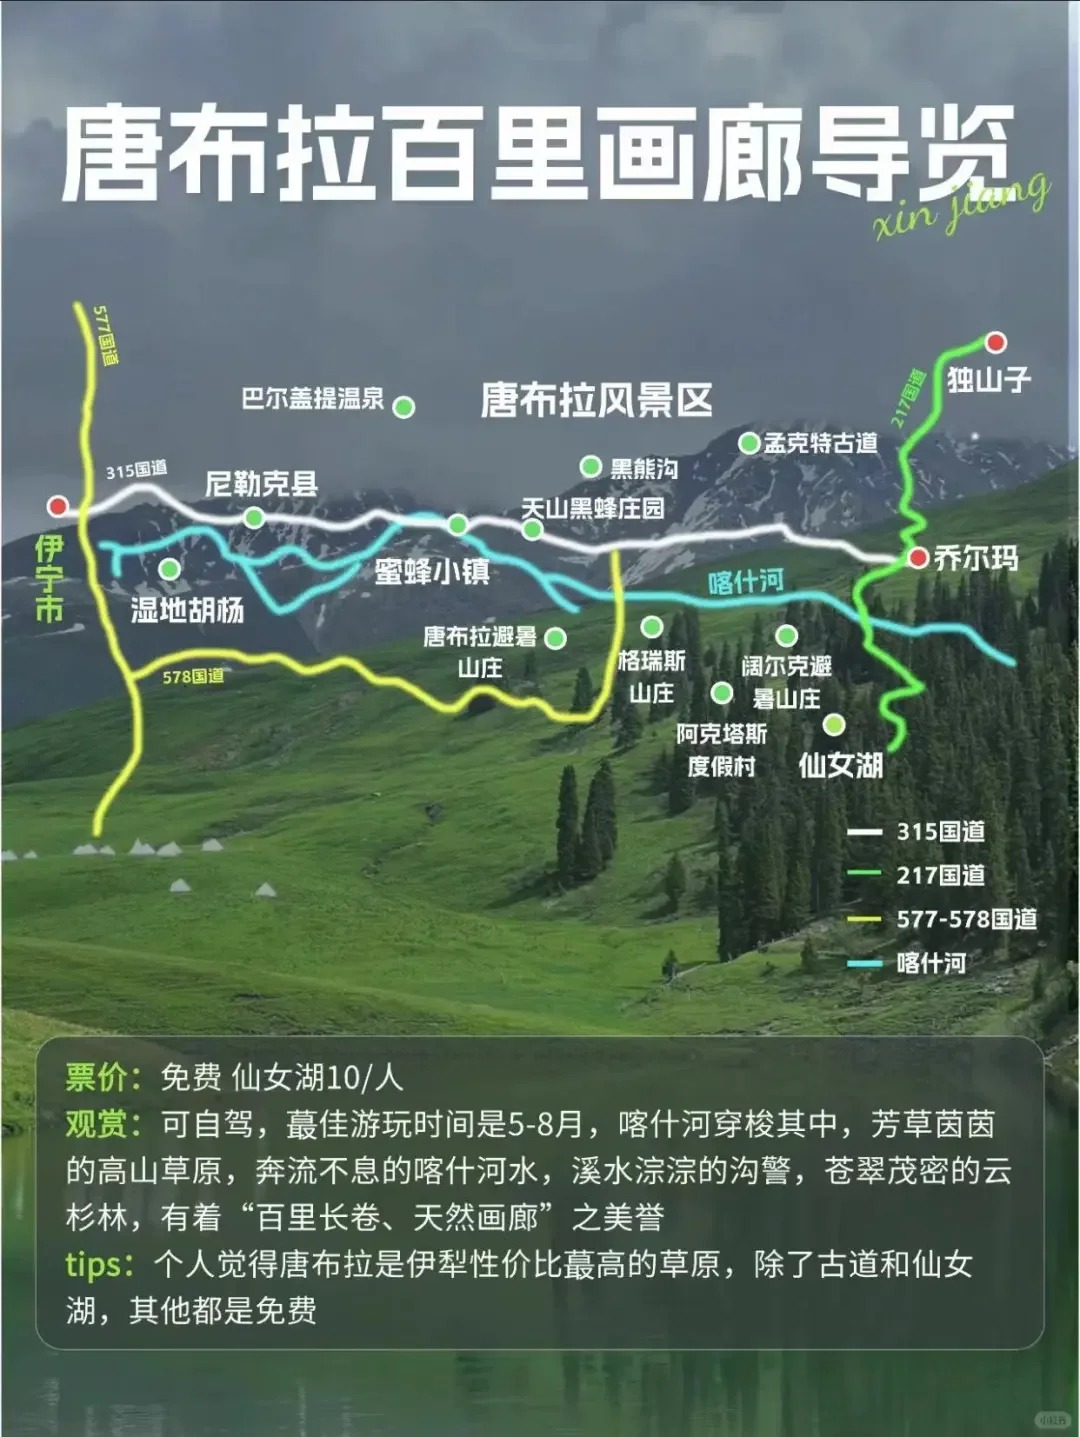 唐布拉百里画廊导览
xin jiang
577国道
独山子
217国道
巴尔盖提温泉
唐布拉风景区
孟克特古道
黑熊沟
315国道
尼勒克县
天山黑蜂庄园
伊宁市
乔尔玛
蜜蜂小镇
喀什河
湿地胡杨
唐布拉避暑
山庄
格瑞斯
山庄
阔尔克避
暑山庄
578国道
阿克塔斯
度假村
仙女湖
315国道
217国道
577-578国道
喀什河
票价：免费 仙女湖10/人
观赏：可自驾，蕞佳游玩时间是5-8月，喀什河穿梭其中，芳草茵茵
的高山草原，奔流不息的喀什河水，溪水淙淙的沟警，苍翠茂密的云
杉林，有着“百里长卷、天然画廊”之美誉
tips：个人觉得唐布拉是伊犁性价比蕞高的草原，除了古道和仙女
湖，其他都是免费
小红书